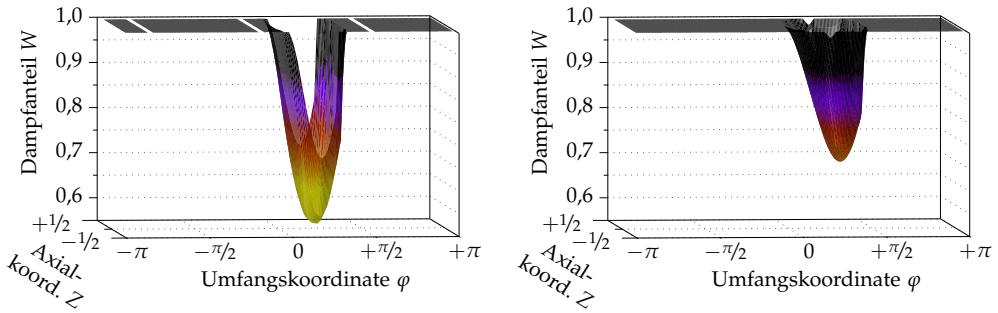 Dampfanteil W
1,0
0,9
0,8
0,7
0,6
+1/2
−1/2
Axial-
koord. Z
−π
−π/2
0
+π/2
+π
Umfangskoordinate φ
Dampfanteil W
1,0
0,9
0,8
0,7
0,6
+1/2
−1/2
Axial-
koord. Z
−π
−π/2
0
+π/2
+π
Umfangskoordinate φ